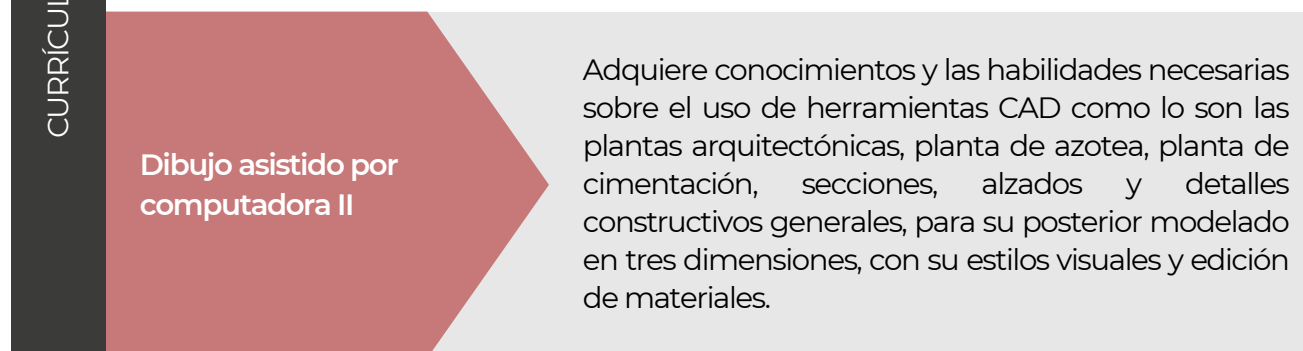 CURRÍCUL
Dibujo asistido por
computadora II
Adquiere conocimientos y las habilidades necesarias
sobre el uso de herramientas CAD como lo son las
plantas arquitectónicas, planta de azotea, planta de
cimentación, secciones, alzados y detalles
constructivos generales, para su posterior modelado
en tres dimensiones, con su estilos visuales y edición
de materiales.